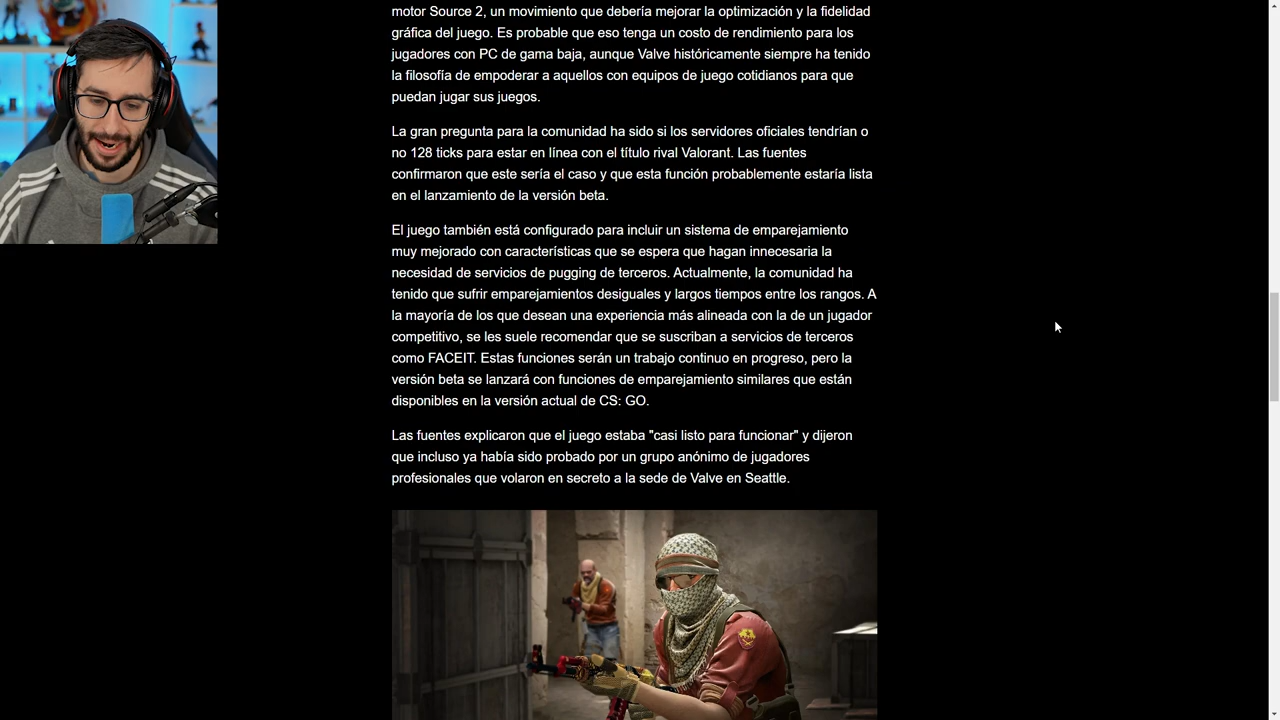 motor Source 2, un movimiento que debería mejorar la optimización y la fidelidad
gráfica del juego. Es probable que eso tenga un costo de rendimiento para los
jugadores con PC de gama baja, aunque Valve históricamente siempre ha tenido
la filosofía de empoderar a aquellos con equipos de juego cotidianos para que
puedan jugar sus juegos.
La gran pregunta para la comunidad ha sido si los servidores oficiales tendrían o
no 128 ticks para estar en línea con el título rival Valorant. Las fuentes
confirmaron que este sería el caso y que esta función probablemente estaría lista
en el lanzamiento de la versión beta.
El juego también está configurado para incluir un sistema de emparejamiento
muy mejorado con características que se espera que hagan innecesaria la
necesidad de servicios de pugging de terceros. Actualmente, la comunidad ha
tenido que sufrir emparejamientos desiguales y largos tiempos entre los rangos. A
la mayoría de los que desean una experiencia más alineada con la de un jugador
competitivo, se les suele recomendar que se suscriban a servicios de terceros
como FACEIT. Estas funciones serán un trabajo continuo en progreso, pero la
versión beta se lanzará con funciones de emparejamiento similares que están
disponibles en la versión actual de CS: GO.
Las fuentes explicaron que el juego estaba "casi listo para funcionar" y dijeron
que incluso ya había sido probado por un grupo anónimo de jugadores
profesionales que volaron en secreto a la sede de Valve en Seattle.